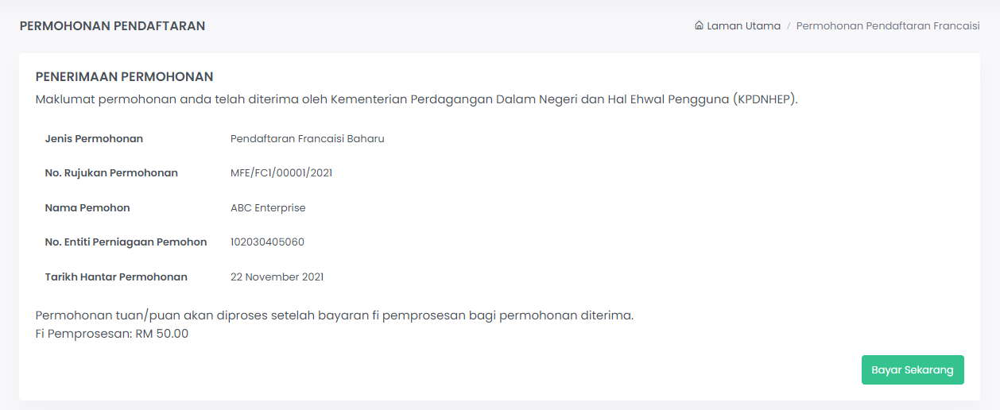 PERMOHONAN PENDAFTARAN
Laman Utama / Permohonan Pendaftaran Francaisi
PENERIMAAN PERMOHONAN
Maklumat permohonan anda telah diterima oleh Kementerian Perdagangan Dalam Negeri dan Hal Ehwal Pengguna (KPDNHEP).
Jenis Permohonan Pendaftaran Francaisi Baharu
No. Rujukan Permohonan MFE/FC1/00001/2021
Nama Pemohon ABC Enterprise
No. Entiti Perniagaan Pemohon 102030405060
Tarikh Hantar Permohonan 22 November 2021
Permohonan tuan/puan akan diproses setelah bayaran fi pemprosesan bagi permohonan diterima.
Fi Pemprosesan: RM 50.00
Bayar Sekarang